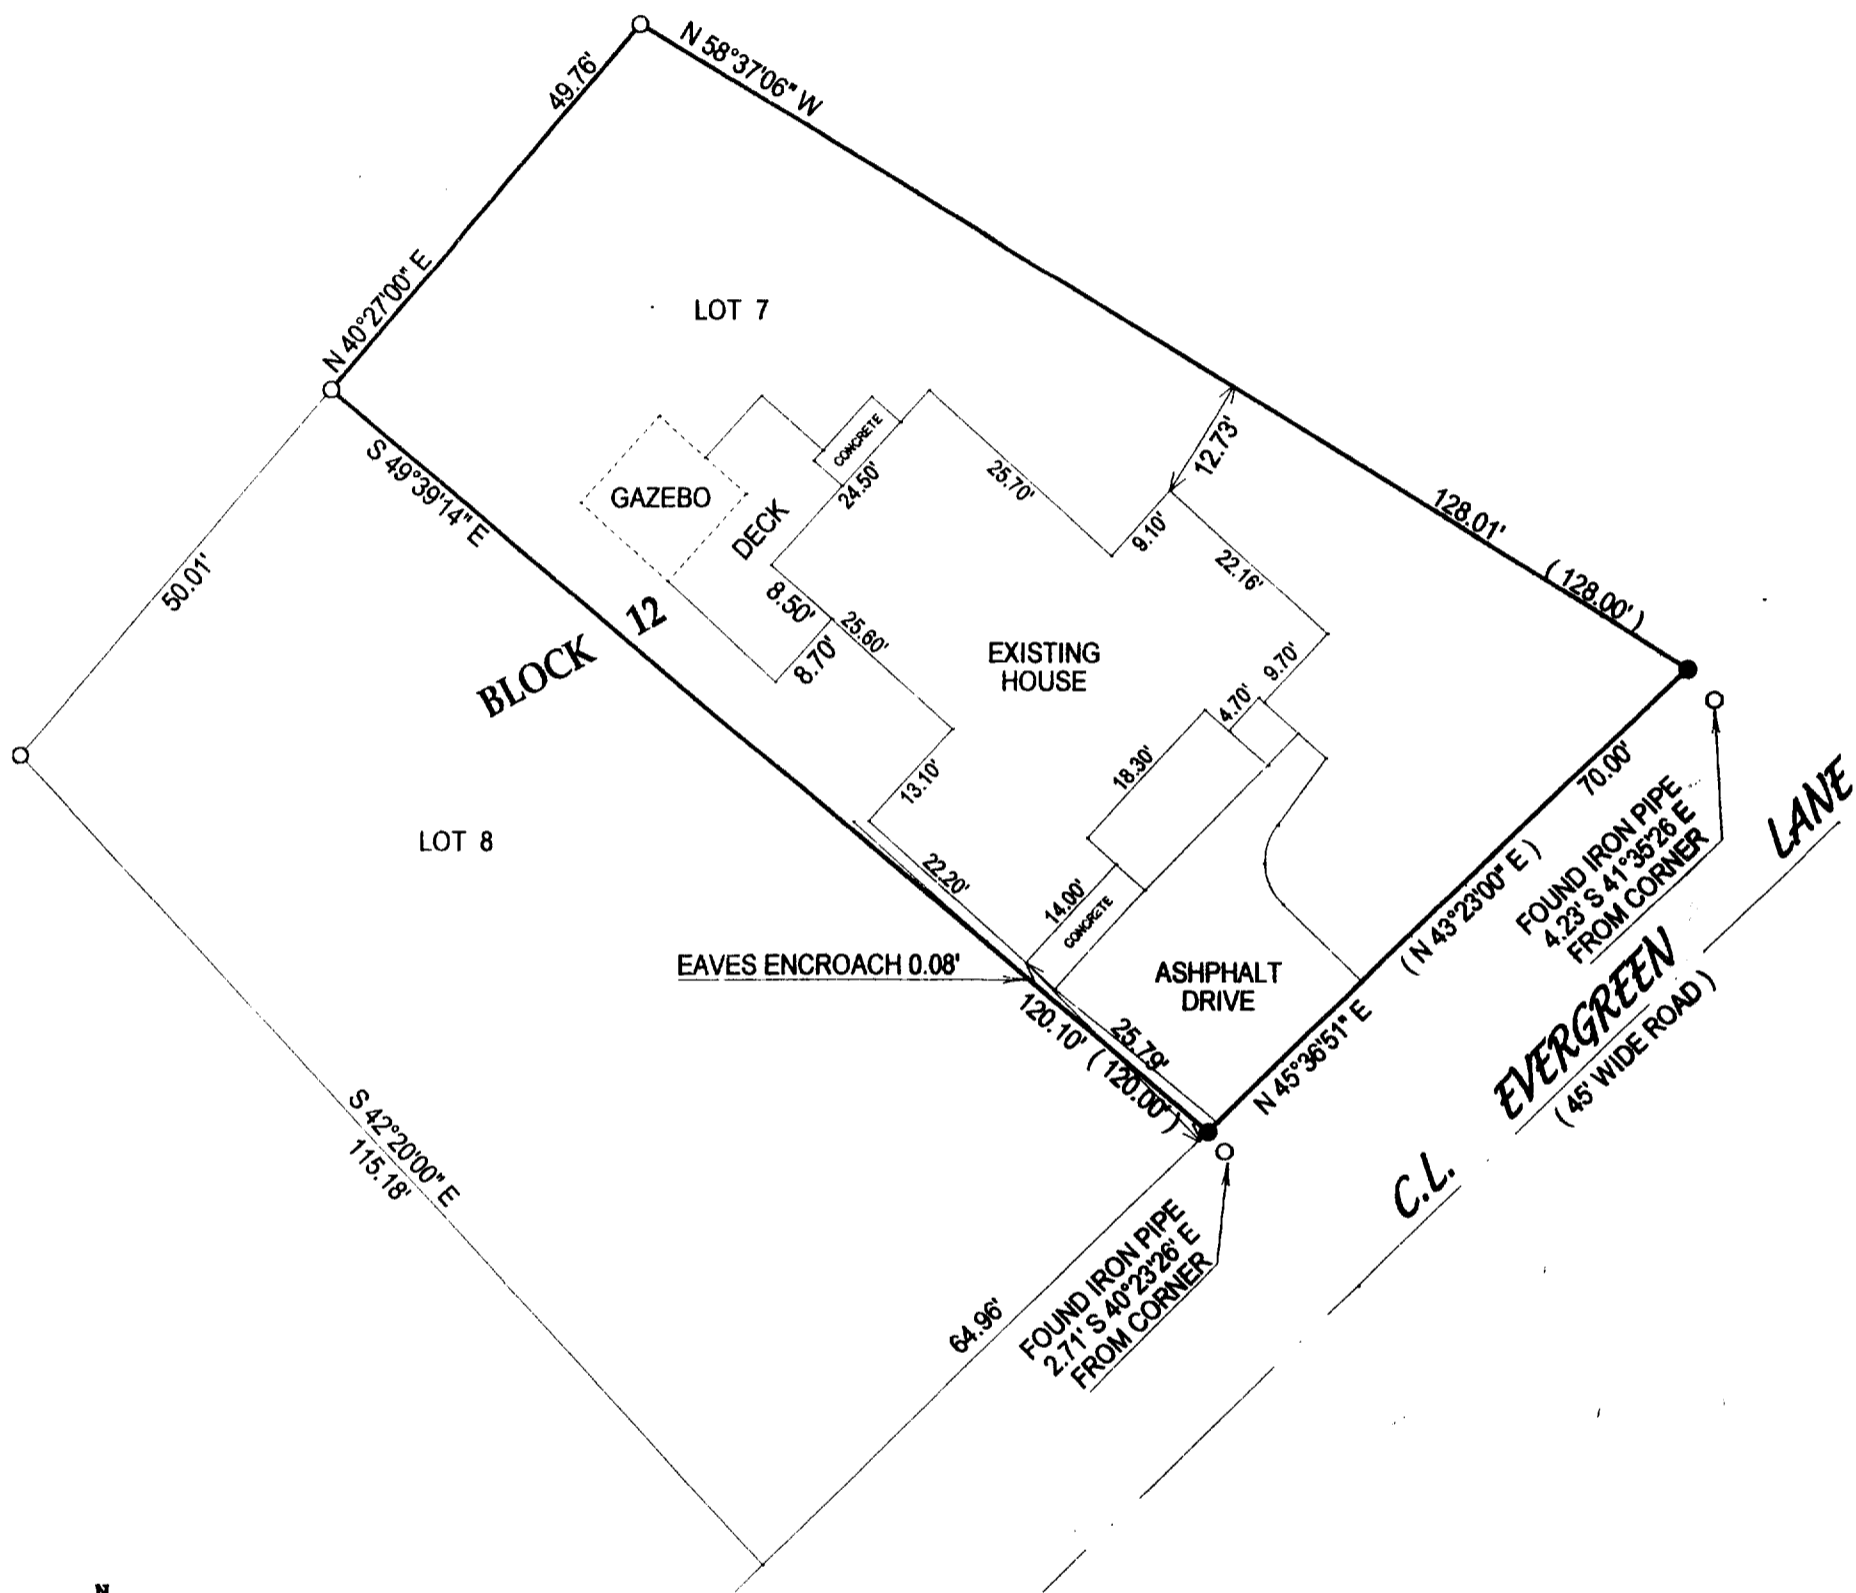 N 58°37'06" W
49.76'
N 40°27'00" E
LOT 7
S 49°39'14" E
50.01'
GAZEBO
DECK
CONCRETE
24.50'
25.70'
12.73'
9.10'
22.16'
128.01'
( 128.00' )
8.50'
25.60'
8.70'
BLOCK 12
EXISTING
HOUSE
9.70'
4.70'
18.30'
13.10'
70.00'
LOT 8
22.20'
14.00'
CONCRETE
EAVES ENCROACH 0.08'
ASHPHALT
DRIVE
120.10' ( 120.00' )
25.79'
N 45°36'51" E
( N 43°23'00" E )
FOUND IRON PIPE
4.23' S 41°35'26 E
FROM CORNER
C.L. EVERGREEN LANE
( 45' WIDE ROAD )
S 42°20'00" E
115.18'
64.96'
FOUND IRON PIPE
2.71' S 40°23'26' E
FROM CORNER
N